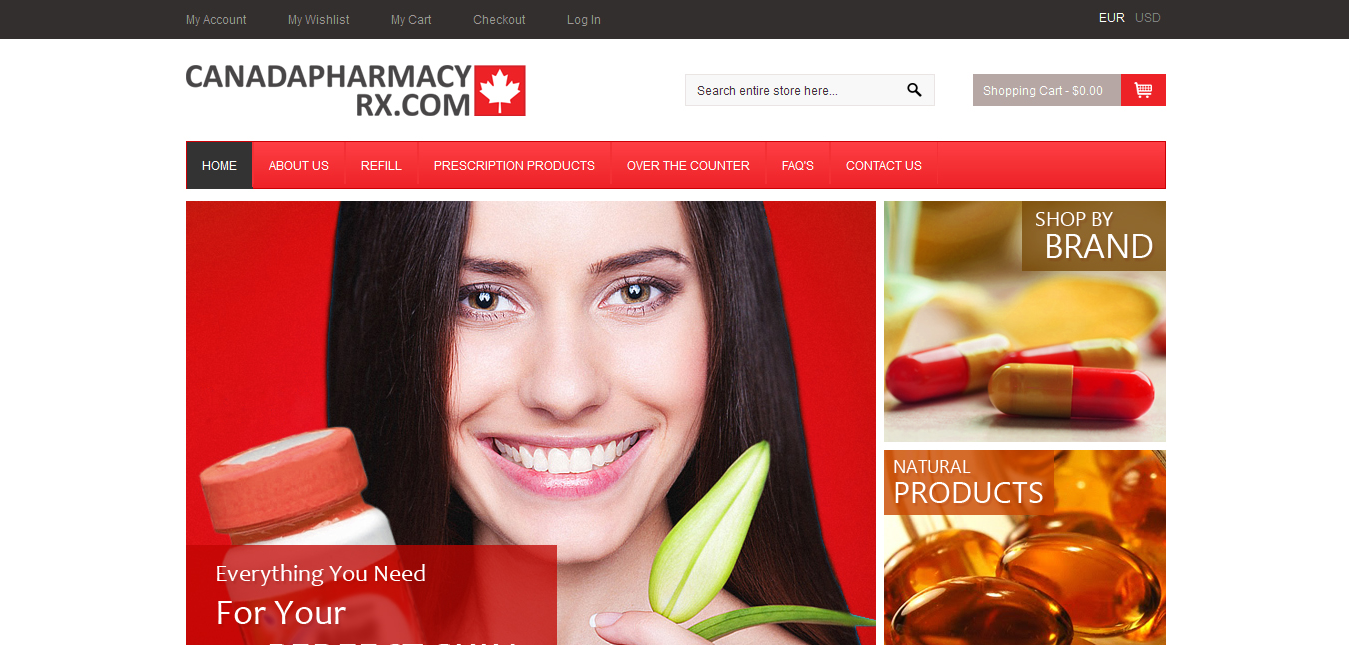 My Account My Wishlist My Cart Checkout Log In EUR USD
CANADAPHARMACY
RX.COM
Search entire store here...
Shopping Cart - $0.00
HOME ABOUT US REFILL PRESCRIPTION PRODUCTS OVER THE COUNTER FAQ'S CONTACT US
SHOP BY
BRAND
NATURAL
PRODUCTS
Everything You Need
For Your